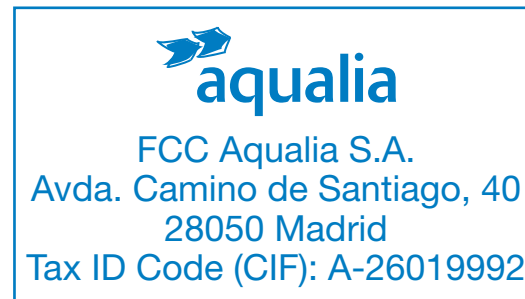 aqualia
FCC Aqualia S.A.
Avda. Camino de Santiago, 40
28050 Madrid
Tax ID Code (CIF): A-26019992